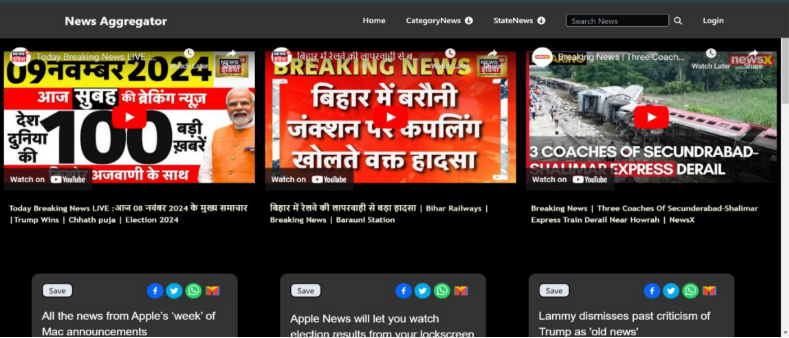 News Aggregator
Home
CategoryNews
StateNews
Search News
Login
Today Breaking News LIVE ...
Watch Later
Share
09नवम्बर2024
आज सुबह की ब्रेकिंग न्यूज़
देश
दुनिया
की
100
बड़ी
ख़बरें
अजवाणी के साथ
Watch on YouTube
बिहार में रेलवे की लापरवाही से ब...
BREAKING NEWS
बिहार में बरौनी
जंक्शन पर कपलिंग
खोलते वक्त हादसा
Watch on YouTube
Breaking News | Three Coach...
Watch Later
Share
newsx
3 COACHES OF SECUNDRABAD-
SHALIMAR EXPRESS DERAIL
Watch on YouTube
Today Breaking News LIVE :आज 08 नवंबर 2024 के मुख्य समाचार
|Trump Wins | Chhath puja | Election 2024
बिहार में रेलवे की लापरवाही से बड़ा हादसा | Bihar Railways |
Breaking News | Barauni Station
Breaking News | Three Coaches Of Secunderabad-Shalimar
Express Train Derail Near Howrah | NewsX
Save
All the news from Apple's 'week' of
Mac announcements
Save
Apple News will let you watch
election results from your lockscreen
Save
Lammy dismisses past criticism of
Trump as 'old news'